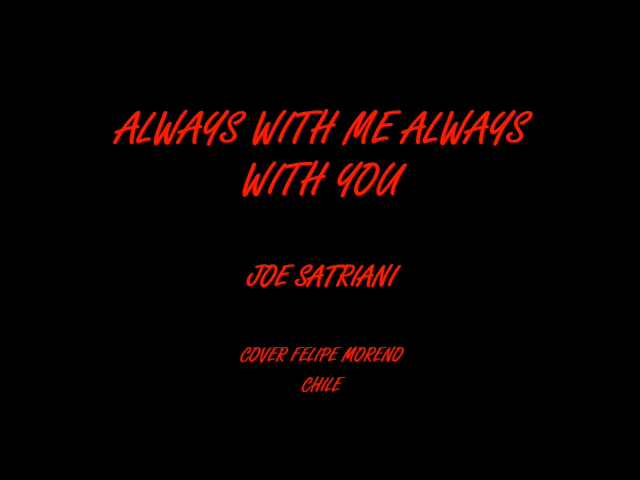 ALWAYS WITH ME ALWAYS
WITH YOU
JOE SATRIANI
COVER FELIPE MORENO
CHILE